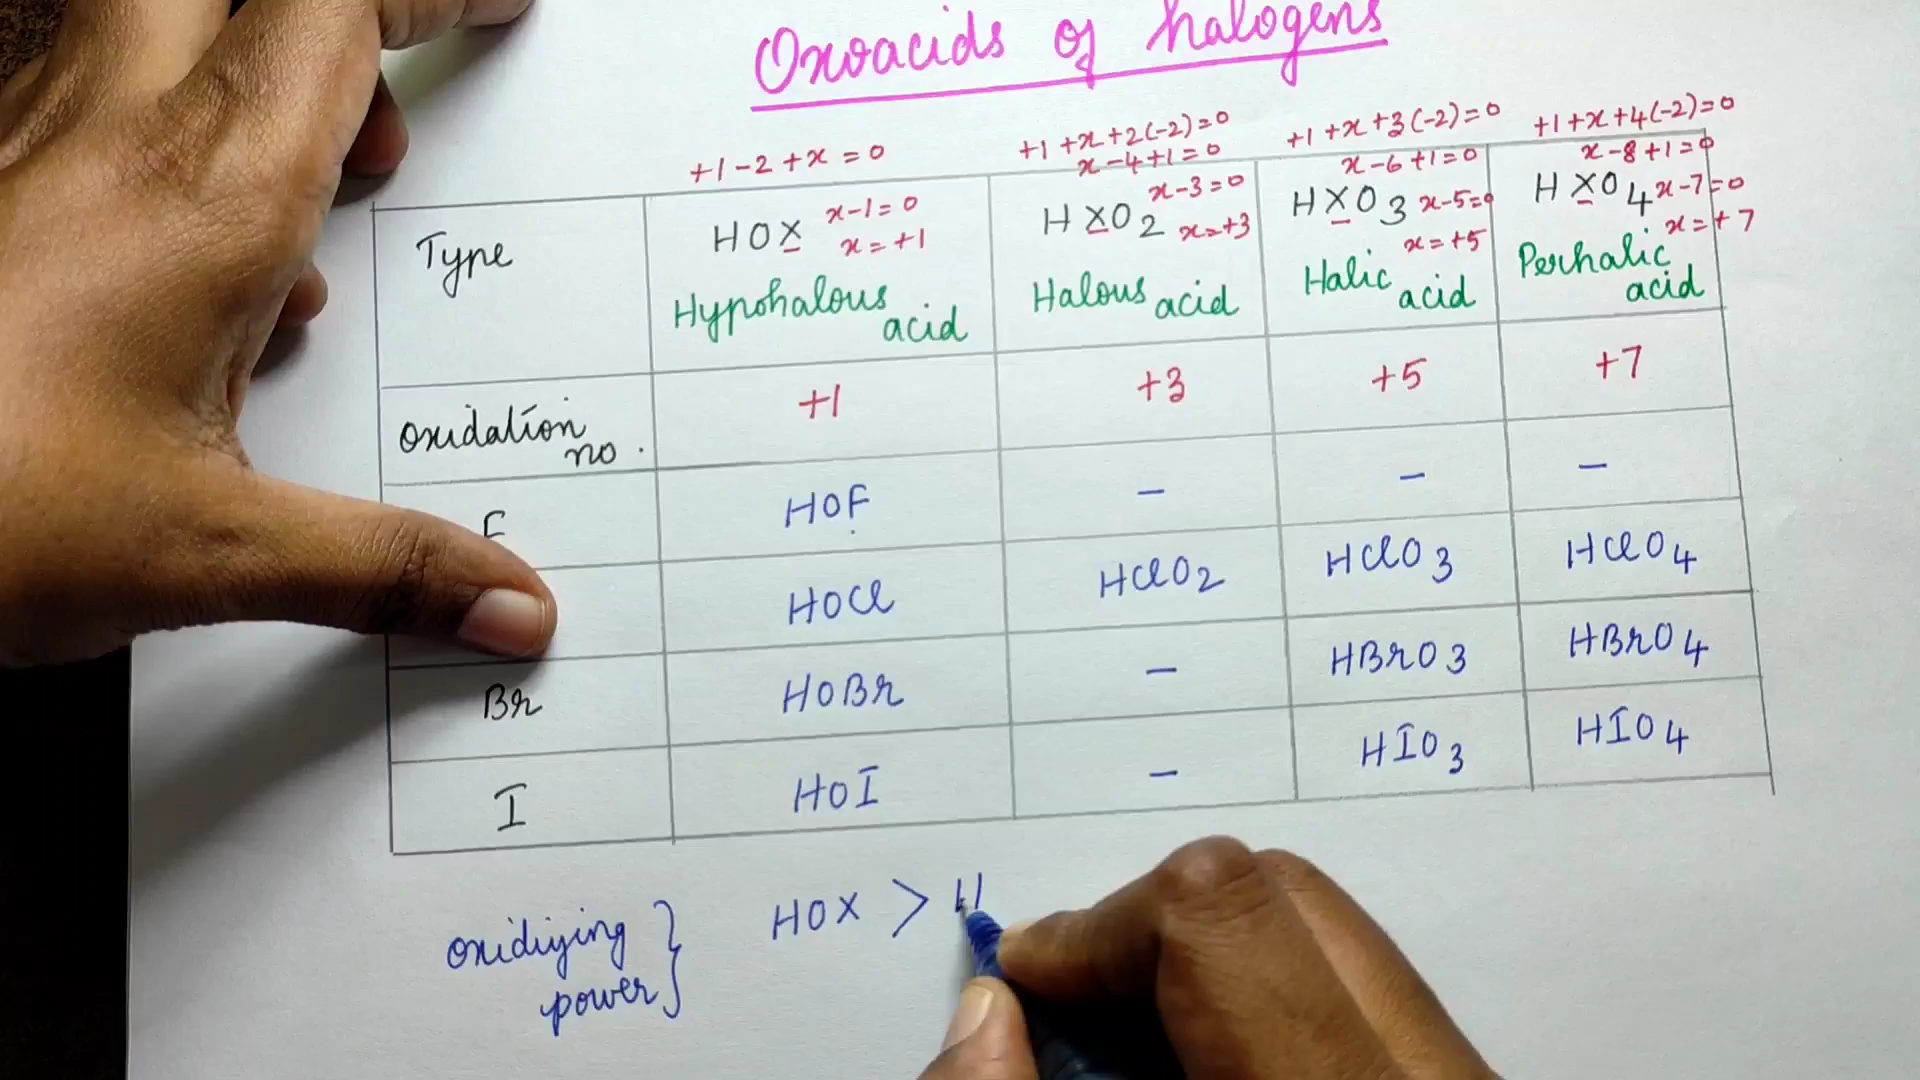 Oxoacids of halogens
+1 -2 + x = 0
+1 + x + 2(-2) = 0
+1 + x + 3(-2) = 0
+1 + x + 4(-2) = 0
x - 4 + 1 = 0
x - 6 + 1 = 0
x - 8 + 1 = 0
Type
HOX
x - 1 = 0
x = +1
Hypohalous
acid
HXO2
x - 3 = 0
x = +3
Halous
acid
HXO3
x - 5 = 0
x = +5
Halic
acid
HXO4
x - 7 = 0
x = +7
Perhalic
acid
Oxidation
no.
+1
+3
+5
+7
F
HOF
-
-
-
HOCl
HClO2
HClO3
HClO4
Br
HOBr
-
HBrO3
HBrO4
I
HOI
-
HIO3
HIO4
oxidiying
power }
HOX > H